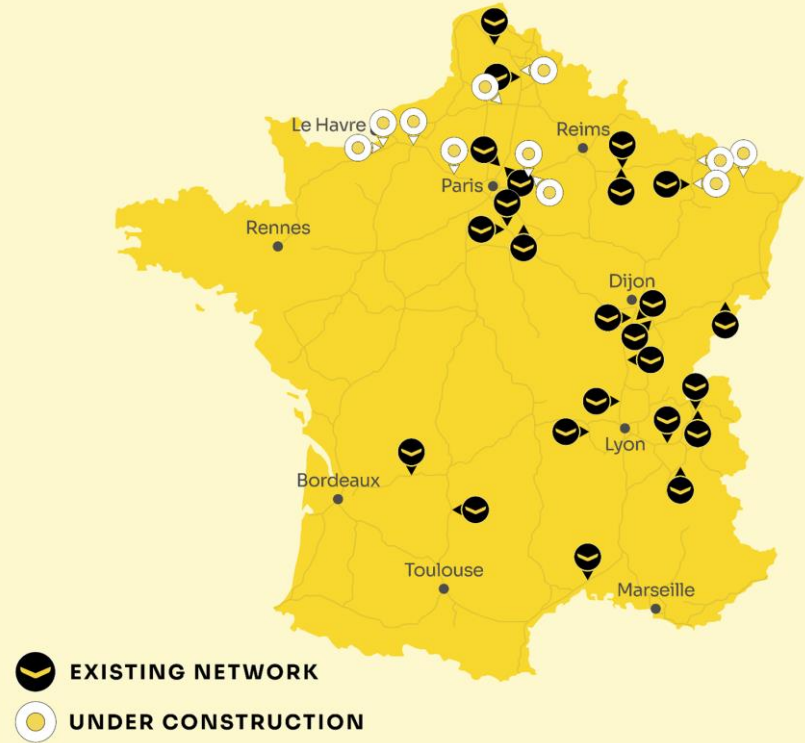 Le Havre
Reims
Paris
Rennes
Dijon
Lyon
Bordeaux
Toulouse
Marseille
EXISTING NETWORK
UNDER CONSTRUCTION